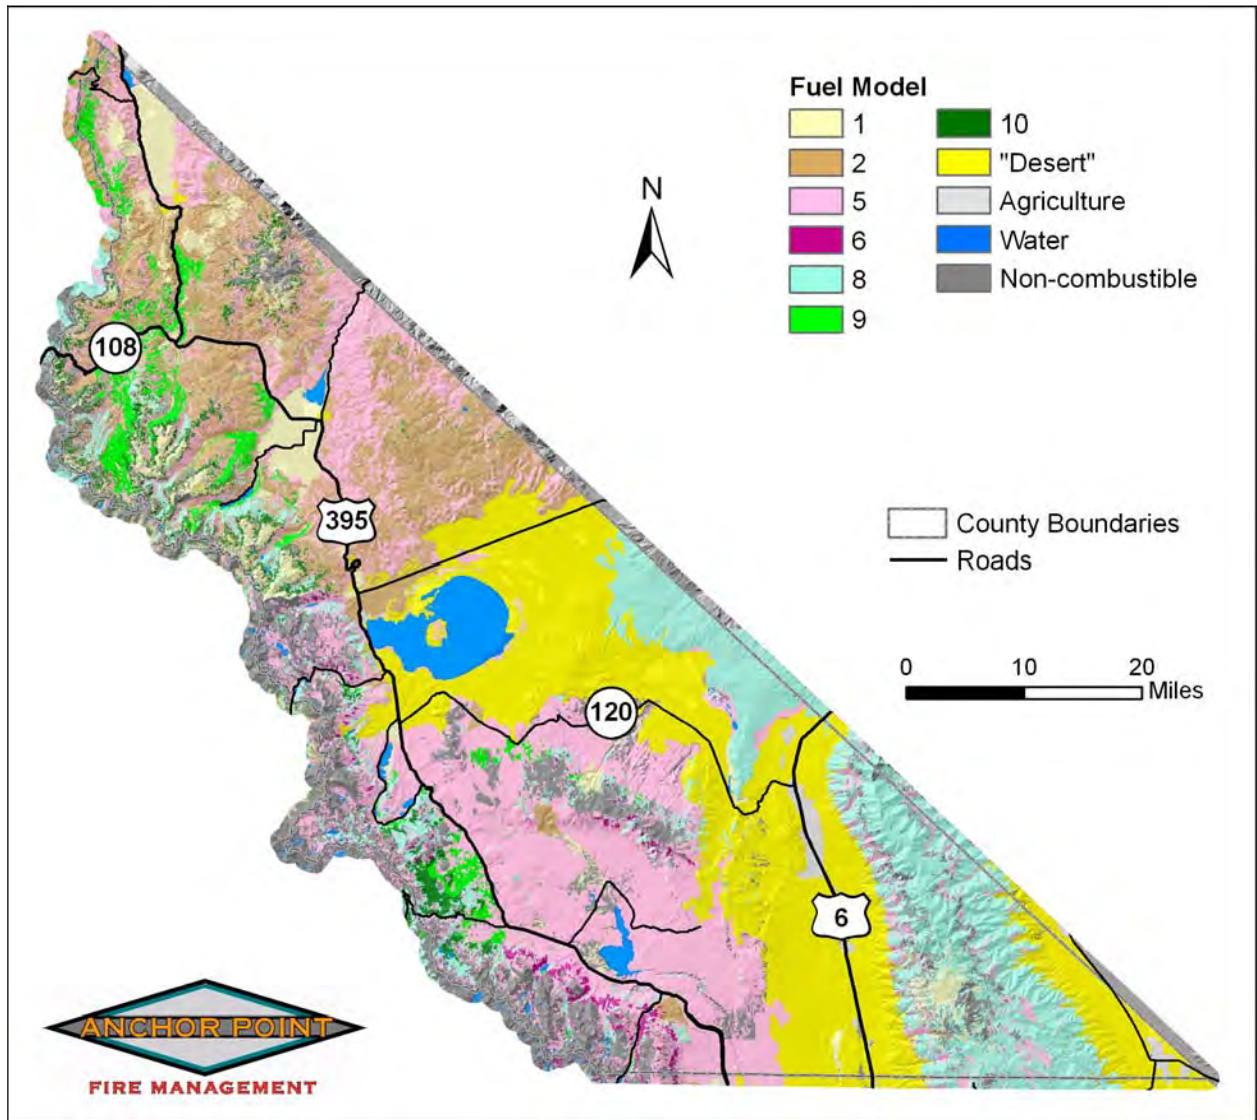 Fuel Model
1
2
5
6
8
9
10
"Desert"
Agriculture
Water
Non-combustible
N
108
395
120
6
County Boundaries
Roads
0 10 20
Miles
ANCHOR POINT
FIRE MANAGEMENT